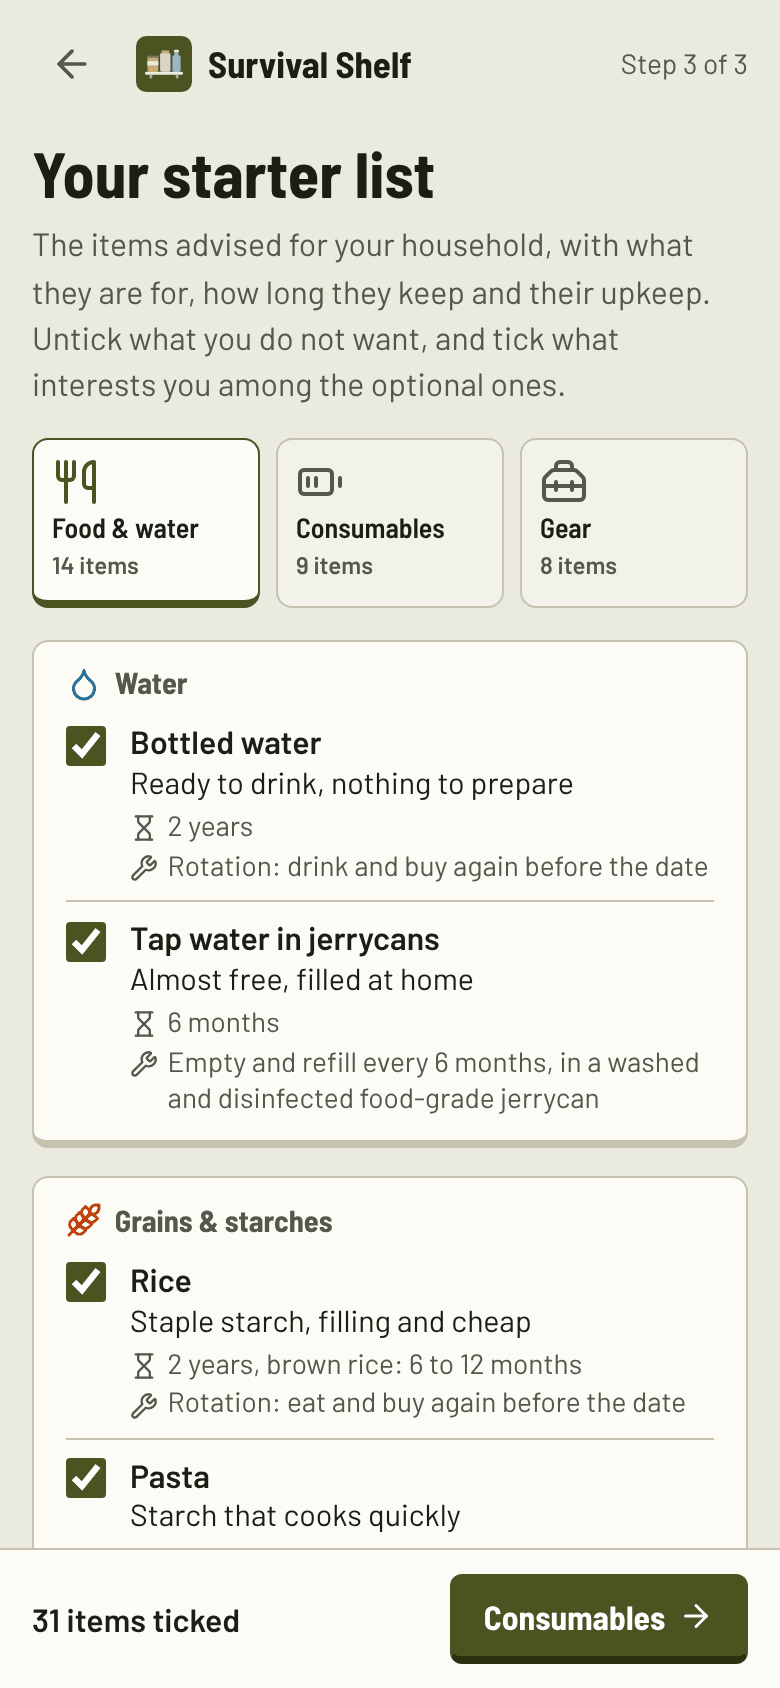 Survival Shelf
Step 3 of 3
Your starter list
The items advised for your household, with what
they are for, how long they keep and their upkeep.
Untick what you do not want, and tick what
interests you among the optional ones.
Food & water
14 items
Consumables
9 items
Gear
8 items
Water
Bottled water
Ready to drink, nothing to prepare
2 years
Rotation: drink and buy again before the date
Tap water in jerrycans
Almost free, filled at home
6 months
Empty and refill every 6 months, in a washed
and disinfected food-grade jerrycan
Grains & starches
Rice
Staple starch, filling and cheap
2 years, brown rice: 6 to 12 months
Rotation: eat and buy again before the date
Pasta
Starch that cooks quickly
31 items ticked
Consumables